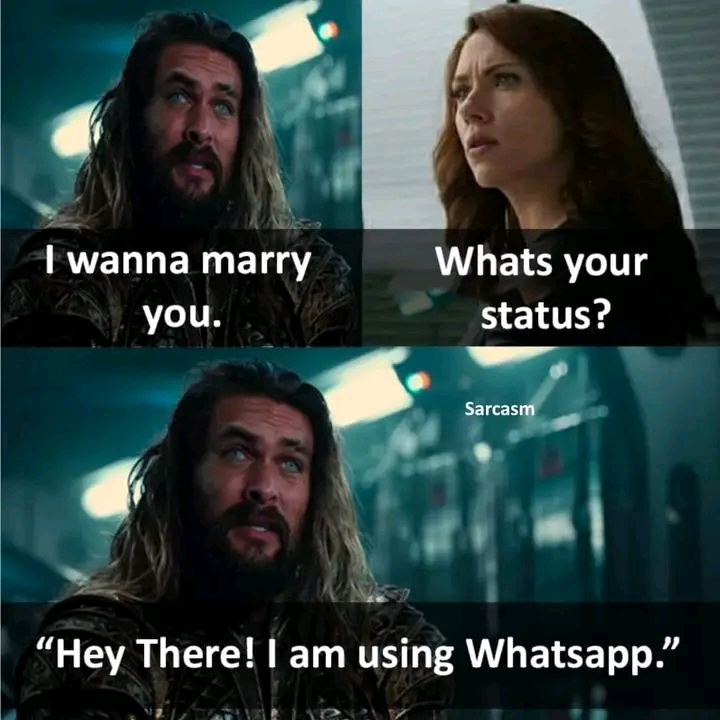 I wanna marry
you.
Whats your
status?
Sarcasm
“Hey There! I am using Whatsapp.”